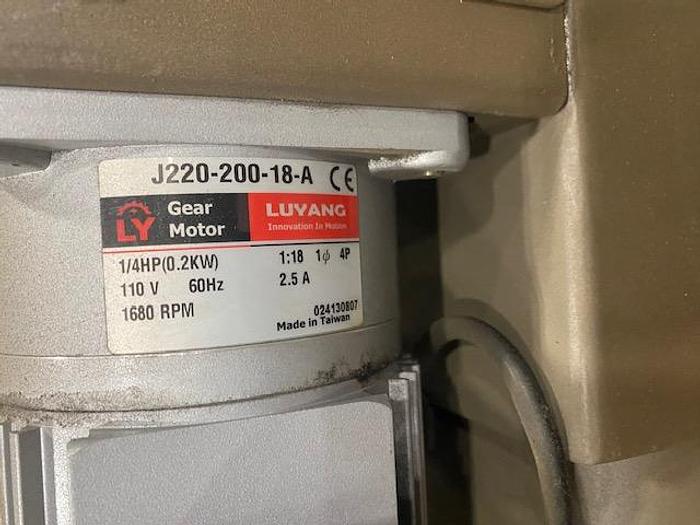 J220-200-18-A CE
LY Gear Motor
LUYANG
Innovation In Motion
1/4HP(0.2KW) 1:18 1ϕ 4P
110 V 60Hz 2.5 A
1680 RPM 024130807
Made in Taiwan